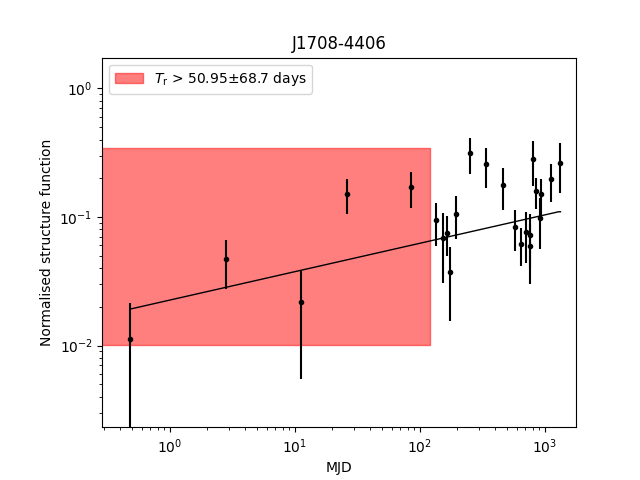 J1708-4406
T_r > 50.95±68.7 days
Normalised structure function
10^0
10^−1
10^−2
10^0 10^1 10^2 10^3
MJD